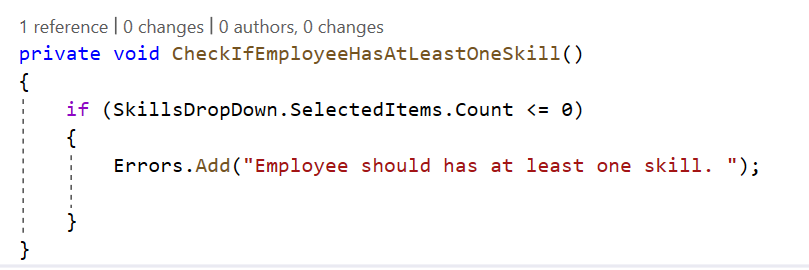 1 reference | 0 changes | 0 authors, 0 changes
private void CheckIfEmployeeHasAtLeastOneSkill()
{
if (SkillsDropDown.SelectedItems.Count <= 0)
{
Errors.Add("Employee should has at least one skill. ");
}
}